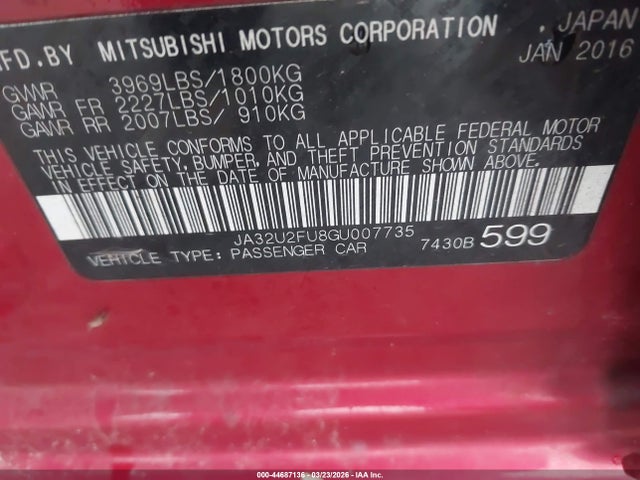 MFD.BY MITSUBISHI MOTORS CORPORATION , JAPAN
JAN 2016
GVWR 3969LBS/1800KG
GAWR FR 2227LBS/1010KG
GAWR RR 2007LBS/ 910KG
THIS VEHICLE CONFORMS TO ALL APPLICABLE FEDERAL MOTOR
VEHICLE SAFETY, BUMPER, AND THEFT PREVENTION STANDARDS
IN EFFECT ON THE DATE OF MANUFACTURE SHOWN ABOVE.
JA32U2FU8GU007735
VEHICLE TYPE: PASSENGER CAR 7430B 599
000-44687136 - 03/23/2026 - IAA Inc.